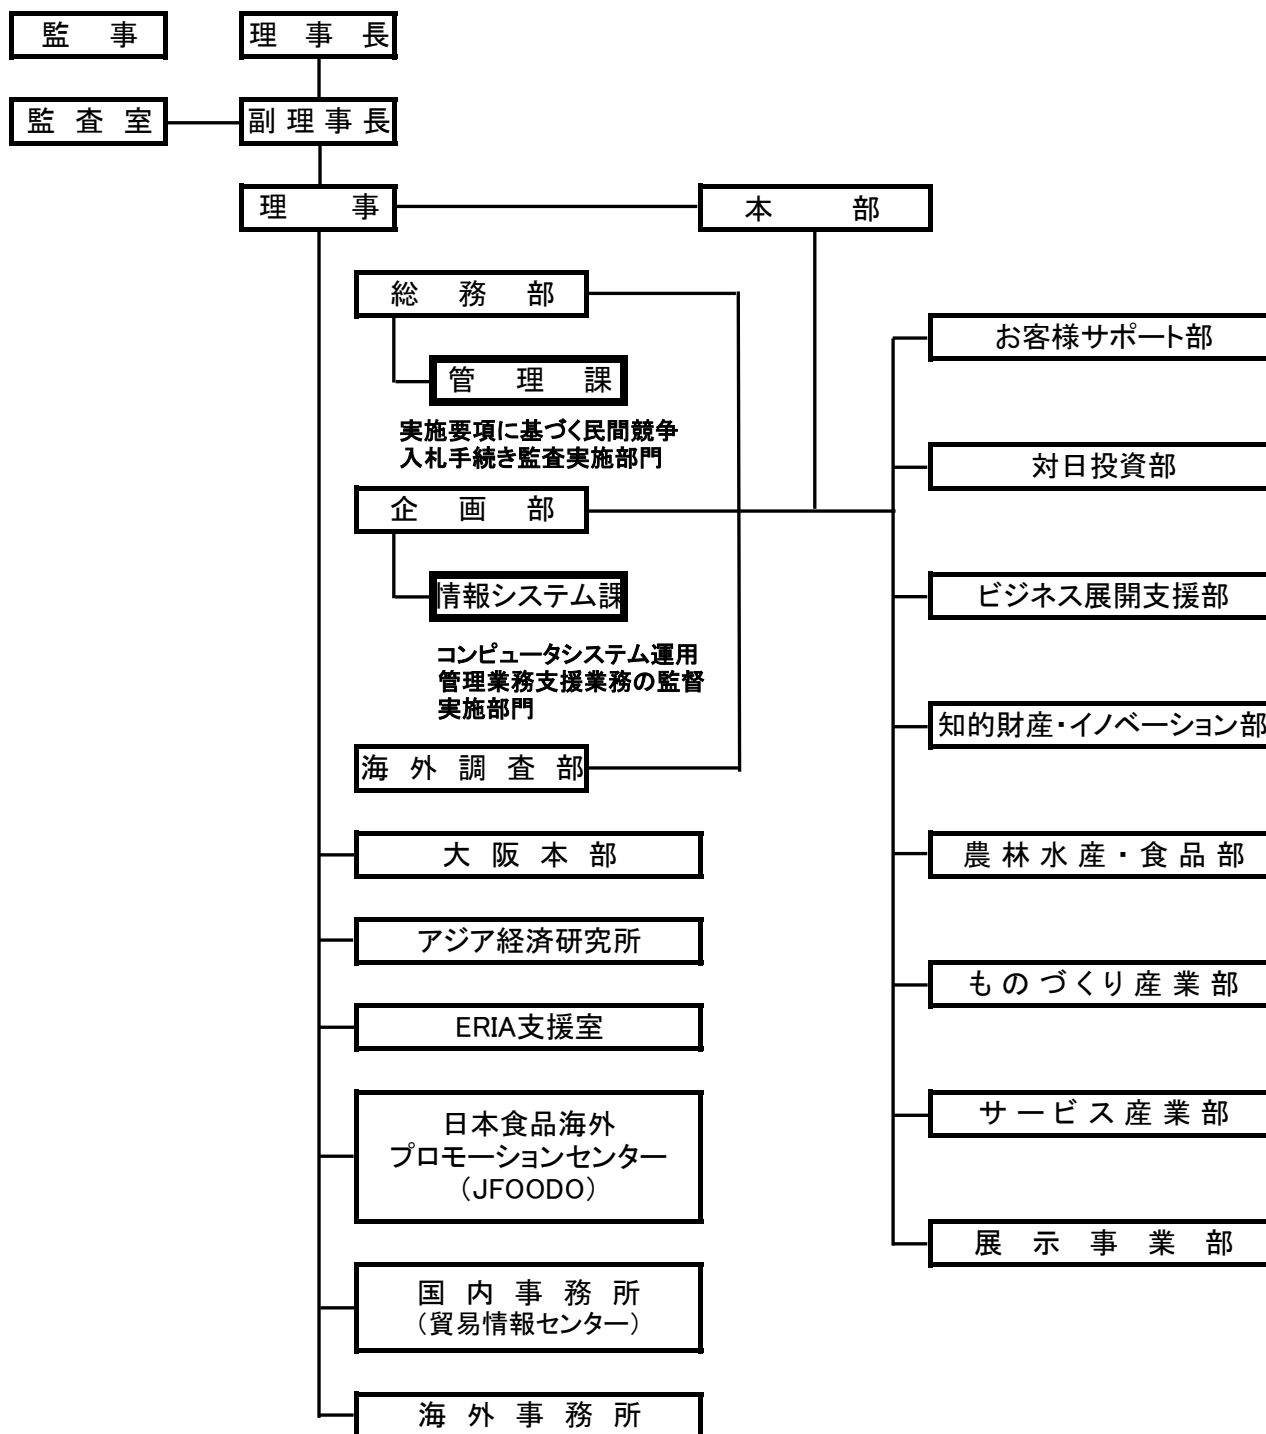 監事
理事長
監査室
副理事長
理事
本部
総務部
管理課
実施要項に基づく民間競争
入札手続き監査実施部門
企画部
情報システム課
コンピュータシステム運用
管理業務支援業務の監督
実施部門
海外調査部
大阪本部
アジア経済研究所
ERIA支援室
日本食品海外
プロモーションセンター
（JFOODO）
国内事務所
（貿易情報センター）
海外事務所
お客様サポート部
対日投資部
ビジネス展開支援部
知的財産・イノベーション部
農林水産・食品部
ものづくり産業部
サービス産業部
展示事業部